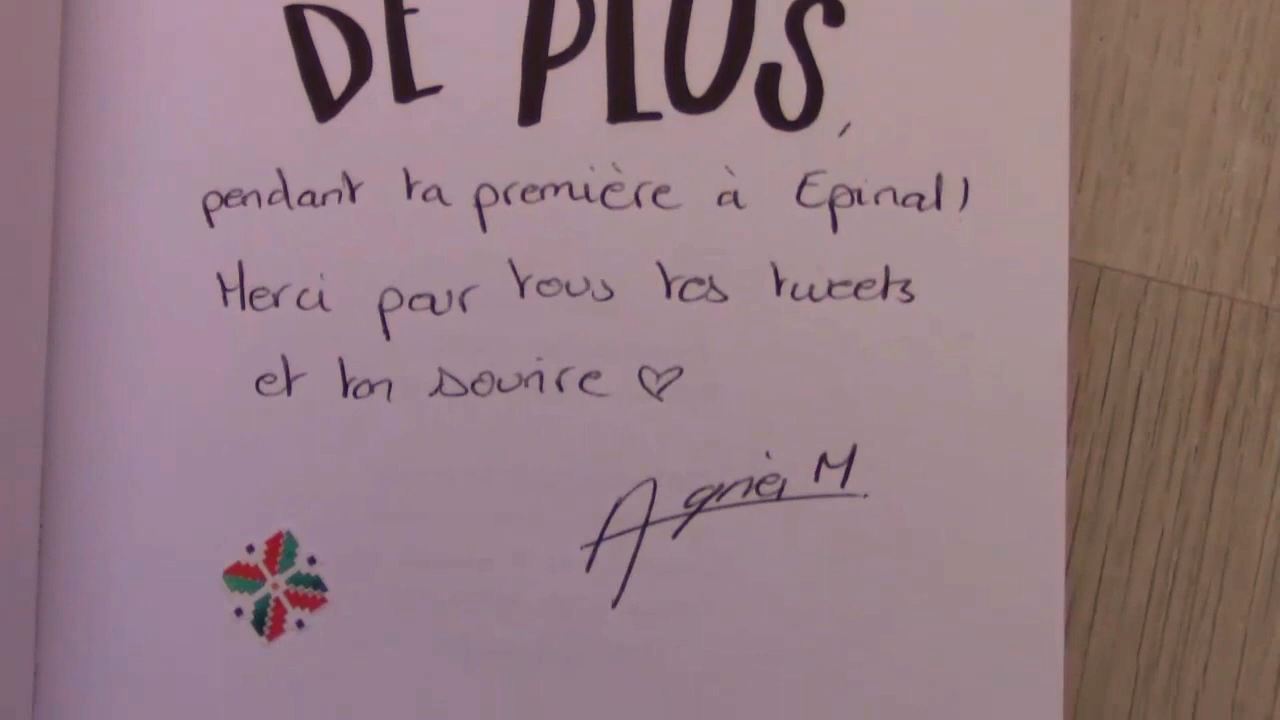 DE PLUS,
pendant ta première à Epinal)
Merci pour tous tes tweets
et ton sourire ♡
Agnès M.